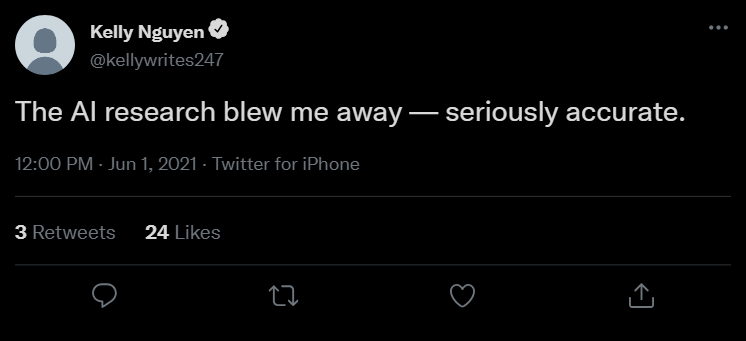 Kelly Nguyen
@kellywrites247
The AI research blew me away — seriously accurate.
12:00 PM · Jun 1, 2021 · Twitter for iPhone
3 Retweets 24 Likes